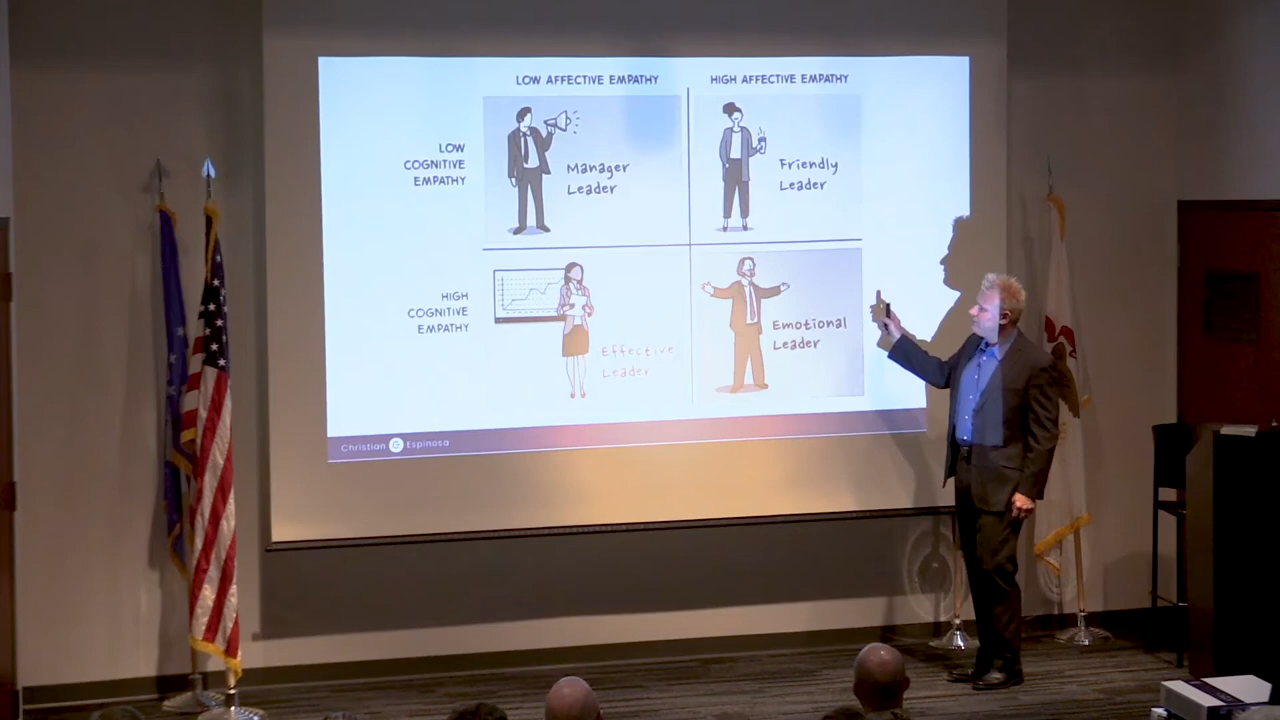 LOW AFFECTIVE EMPATHY
HIGH AFFECTIVE EMPATHY
LOW
COGNITIVE
EMPATHY
Manager
Leader
Friendly
Leader
HIGH
COGNITIVE
EMPATHY
Effective
Leader
Emotional
Leader
Christian Espinosa